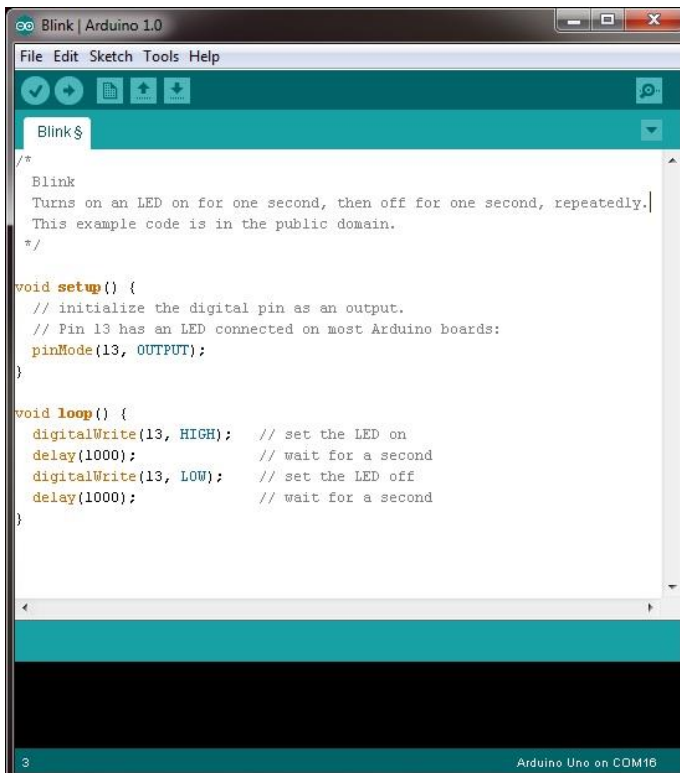 Blink | Arduino 1.0
File Edit Sketch Tools Help
Blink §
/*
  Blink
  Turns on an LED on for one second, then off for one second, repeatedly.
  This example code is in the public domain.
 */

void setup() {
  // initialize the digital pin as an output.
  // Pin 13 has an LED connected on most Arduino boards:
  pinMode(13, OUTPUT);
}

void loop() {
  digitalWrite(13, HIGH);   // set the LED on
  delay(1000);              // wait for a second
  digitalWrite(13, LOW);    // set the LED off
  delay(1000);              // wait for a second
}
3
Arduino Uno on COM16